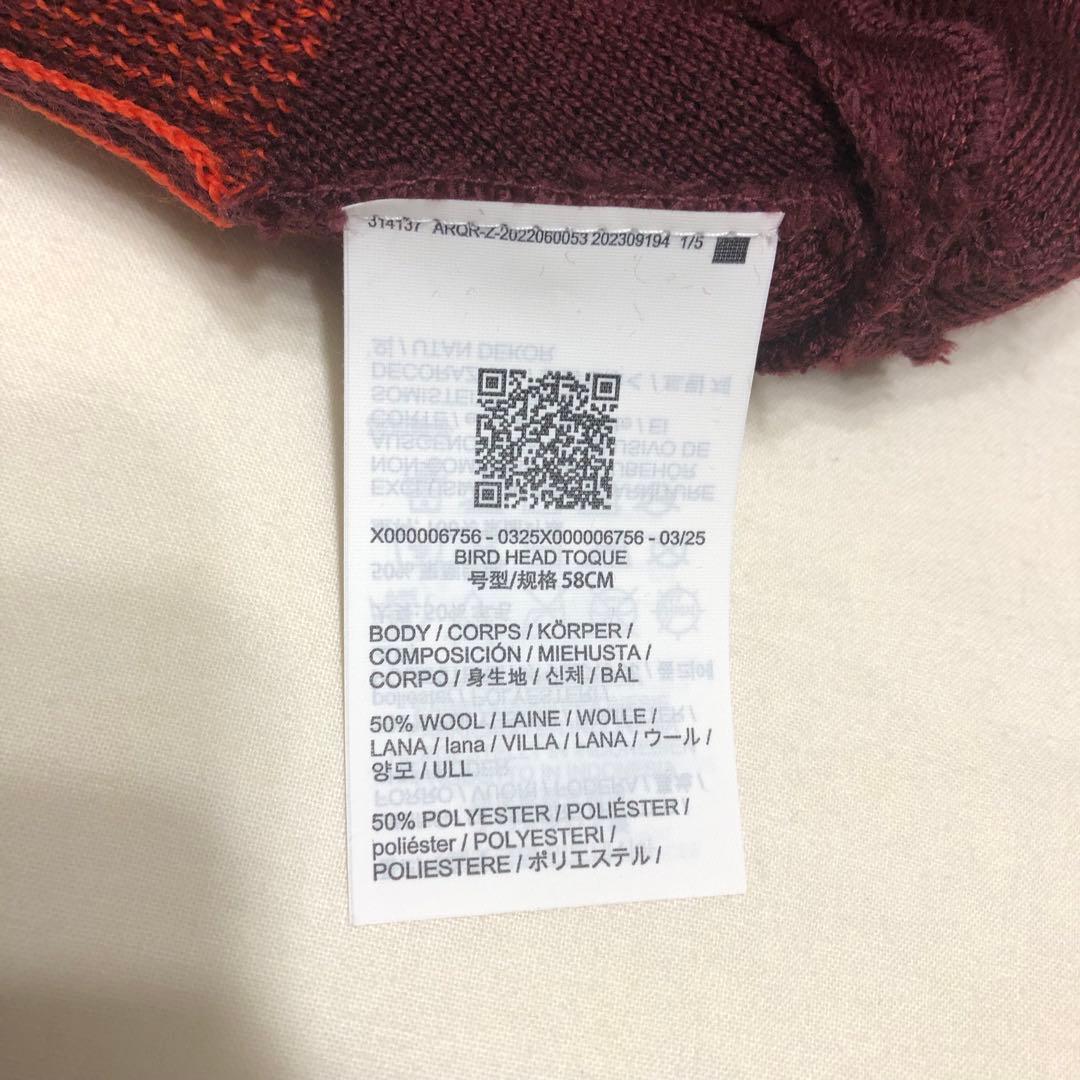 314137 ARQR-Z-2022060053 202309194 1/5
X000006756 - 0325X000006756 - 03/25
BIRD HEAD TOQUE
号型/规格 58CM
BODY / CORPS / KÖRPER /
COMPOSICIÓN / MIEHUSTA /
CORPO / 身生地 / 신체 / BÅL
50% WOOL / LAINE / WOLLE /
LANA / lana / VILLA / LANA / ウール /
양모 / ULL
50% POLYESTER / POLIÉSTER /
poliéster / POLYESTERI /
POLIESTERE / ポリエステル /